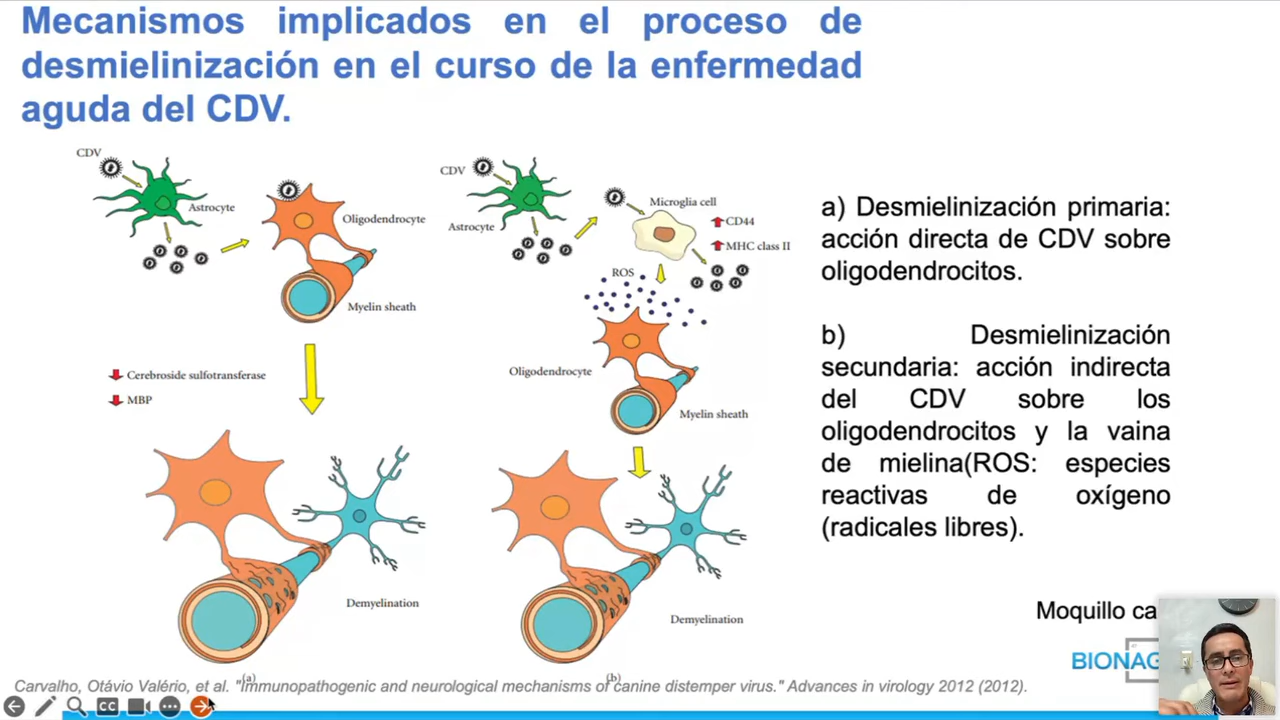 Mecanismos implicados en el proceso de
desmielinización en el curso de la enfermedad
aguda del CDV.
CDV
Astrocyte
Oligodendrocyte
Myelin sheath
Cerebroside sulfotransferase
MBP
Demyelination
(a)
CDV
Astrocyte
Microglia cell
CD44
MHC class II
ROS
Oligodendrocyte
Myelin sheath
Demyelination
(b)
a) Desmielinización primaria:
acción directa de CDV sobre
oligodendrocitos.
b) Desmielinización
secundaria: acción indirecta
del CDV sobre los
oligodendrocitos y la vaina
de mielina(ROS: especies
reactivas de oxígeno
(radicales libres).
Moquillo ca
BIONAG
Carvalho, Otávio Valério, et al. "Immunopathogenic and neurological mechanisms of canine distemper virus." Advances in virology 2012 (2012).
CC